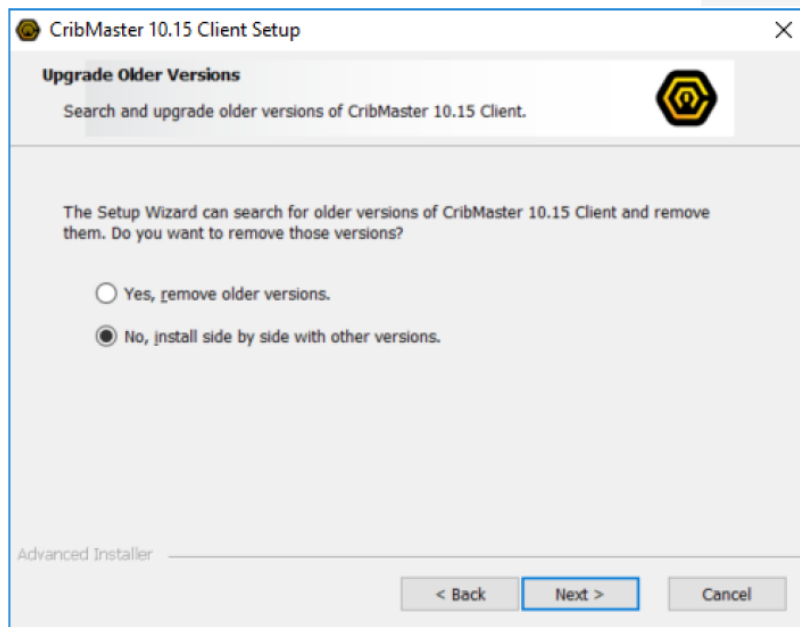 CribMaster 10.15 Client Setup
Upgrade Older Versions
Search and upgrade older versions of CribMaster 10.15 Client.
The Setup Wizard can search for older versions of CribMaster 10.15 Client and remove
them. Do you want to remove those versions?
Yes, remove older versions.
No, install side by side with other versions.
Advanced Installer
< Back Next > Cancel